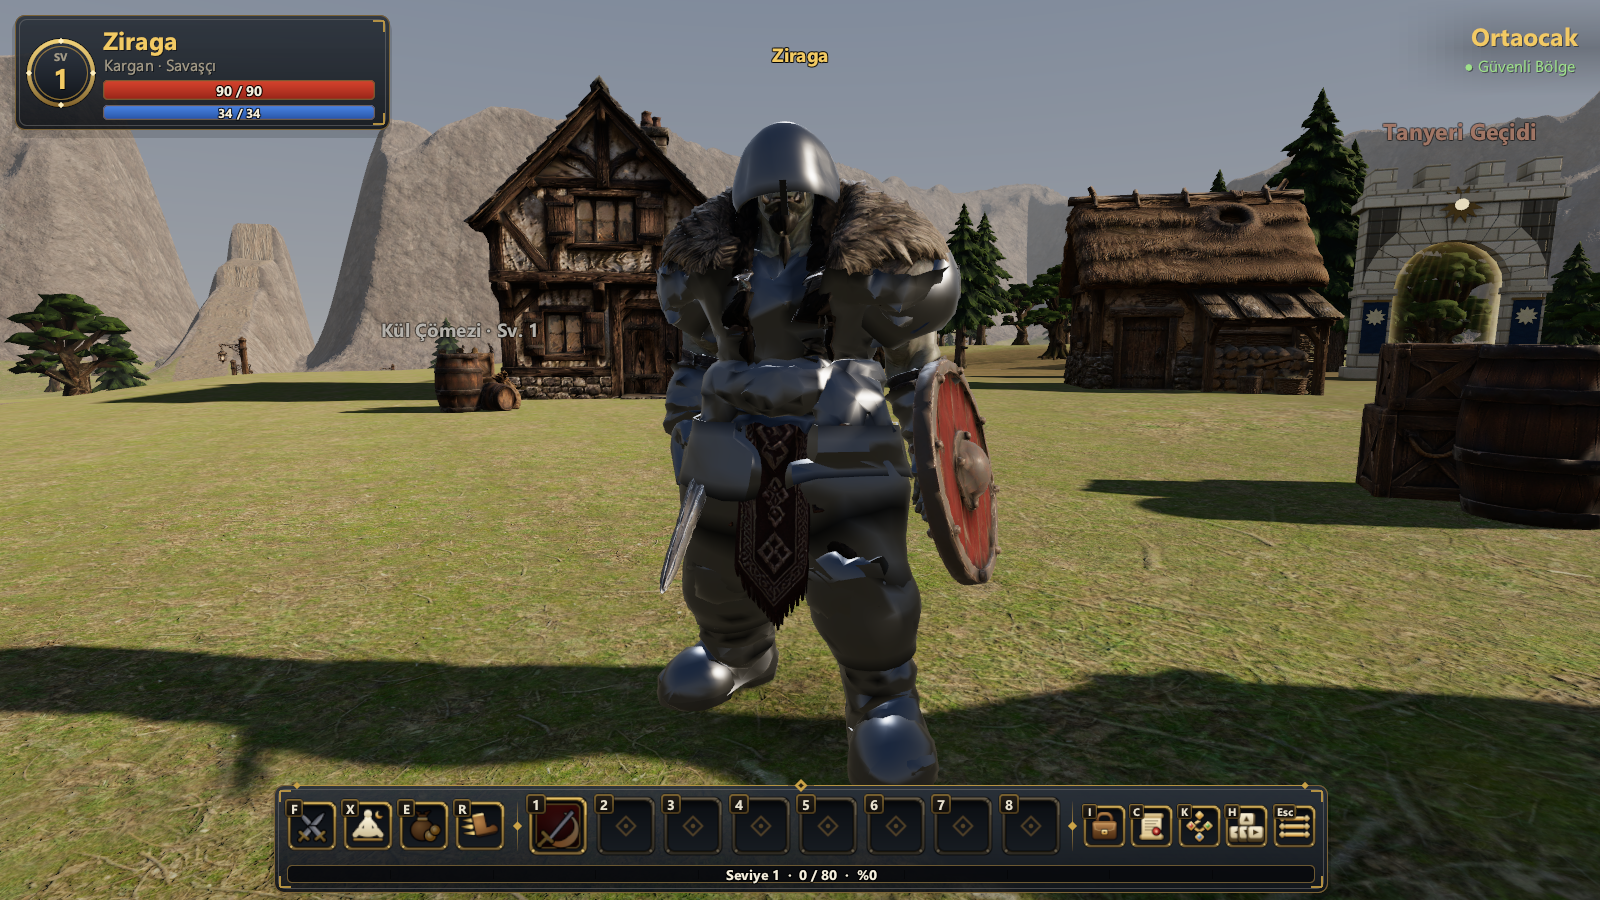 SV
1
Ziraga
Kargan · Savaşçı
90 / 90
34 / 34
Ziraga
Ortaocak
Güvenli Bölge
Tanyeri Geçidi
Kül Çömezi · Sv. 1
F
X
E
R
1
2
3
4
5
6
7
8
I
C
K
H
Esc
Seviye 1 · 0 / 80 · %0